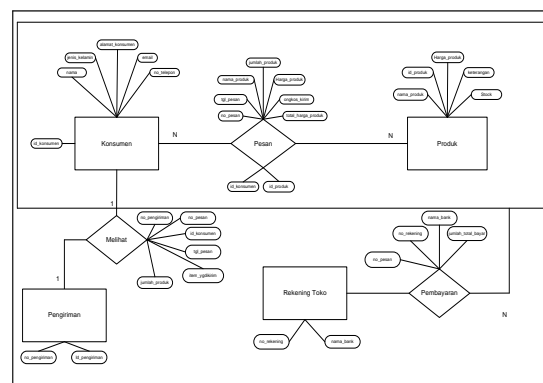 alamat_konsumen
jenis_kelamin
email
nama
no_telepon
id_konsumen
Konsumen
N
jumlah_produk
nama_produk
Harga_produk
tgl_pesan
ongkos_kirim
no_pesan
total_harga_produk
Pesan
id_konsumen
id_produk
N
Harga_produk
id_produk
keterangan
nama_produk
Stock
Produk
1
Melihat
no_pengiriman
no_pesan
id_konsumen
tgl_pesan
item_ygdikirim
jumlah_produk
1
Pengiriman
no_pengiriman
Id_pengiriman
nama_bank
no_rekening
jumlah_total_bayar
no_pesan
Rekening Toko
Pembayaran
N
no_rekening
nama_bank